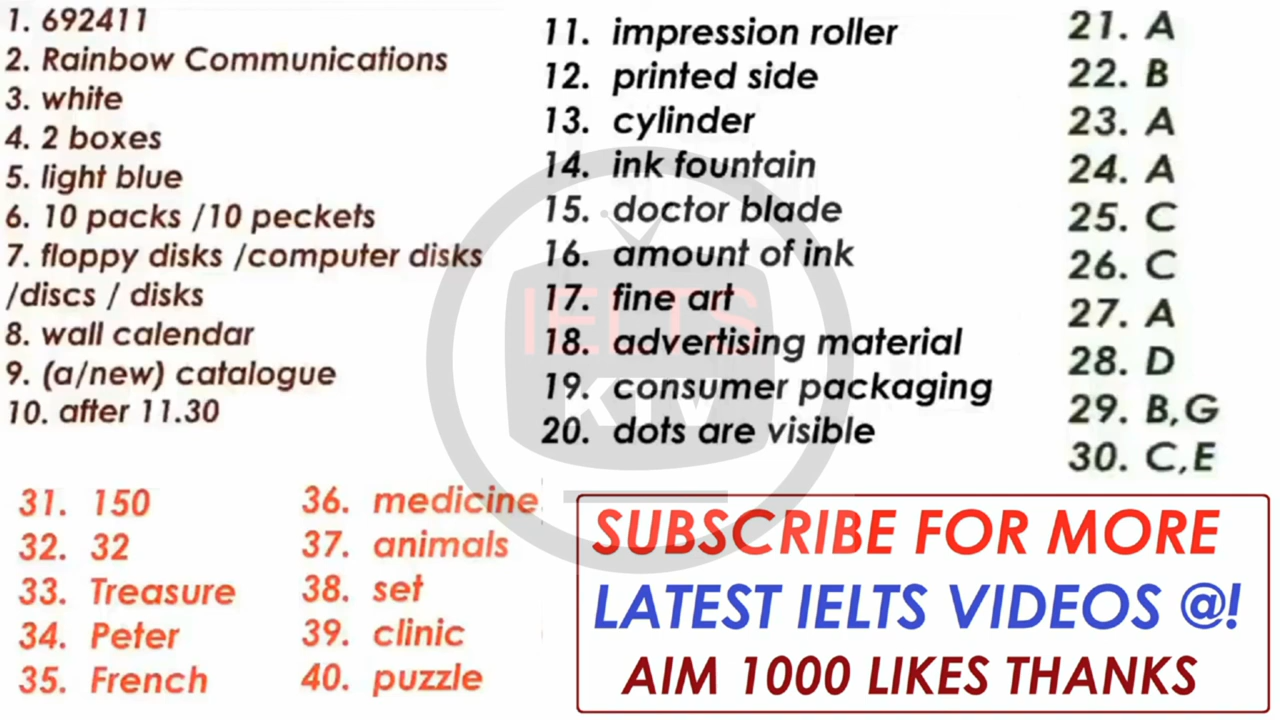 1. 692411
2. Rainbow Communications
3. white
4. 2 boxes
5. light blue
6. 10 packs /10 peckets
7. floppy disks /computer disks
/discs / disks
8. wall calendar
9. (a/new) catalogue
10. after 11.30
11. impression roller
12. printed side
13. cylinder
14. ink fountain
15. doctor blade
16. amount of ink
17. fine art
18. advertising material
19. consumer packaging
20. dots are visible
21. A
22. B
23. A
24. A
25. C
26. C
27. A
28. D
29. B,G
30. C,E
31. 150
32. 32
33. Treasure
34. Peter
35. French
36. medicine
37. animals
38. set
39. clinic
40. puzzle
IELTS
KTV
SUBSCRIBE FOR MORE
LATEST IELTS VIDEOS @!
AIM 1000 LIKES THANKS